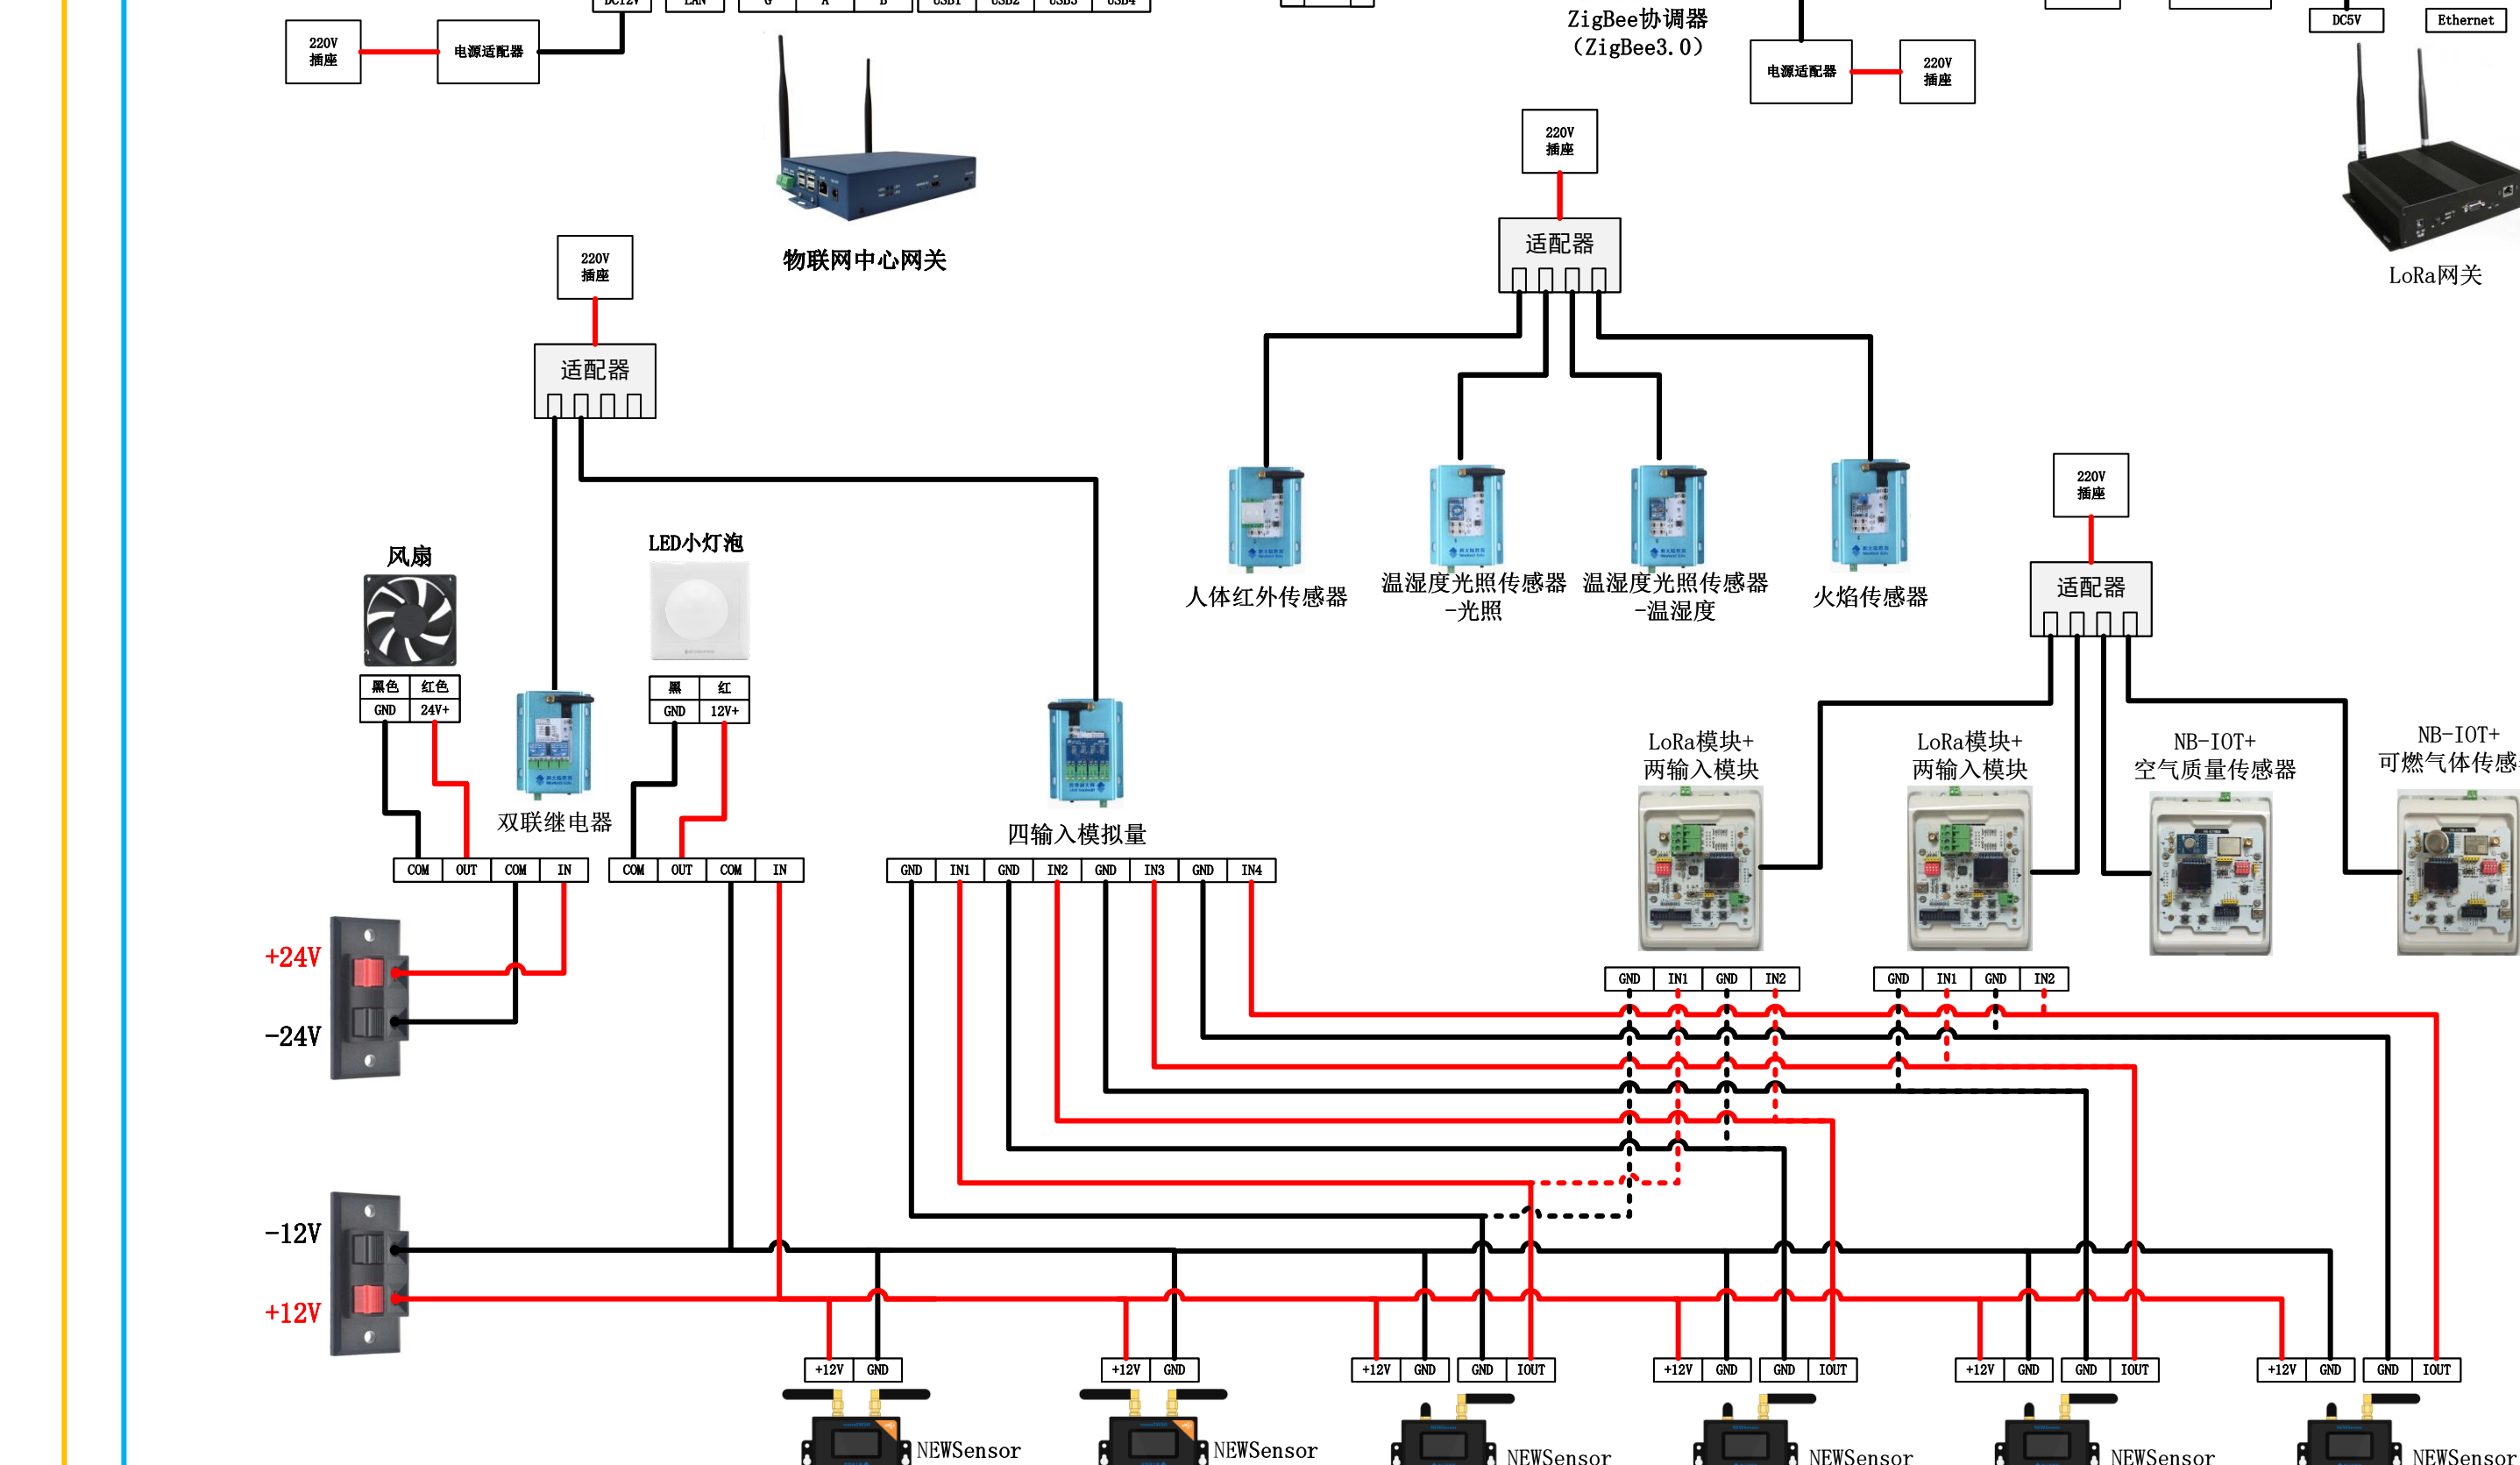 DC12V
LAN
G
A
B
USB1
USB2
USB3
USB4
ZigBee协调器
（ZigBee3.0）
DC5V
Ethernet
220V
插座
电源适配器
电源适配器
220V
插座
220V
插座
适配器
物联网中心网关
LoRa网关
220V
插座
适配器
风扇
LED小灯泡
人体红外传感器
温湿度光照传感器
-光照
温湿度光照传感器
-温湿度
火焰传感器
220V
插座
适配器
黑色
红色
GND
24V+
黑
红
GND
12V+
双联继电器
四输入模拟量
LoRa模块+
两输入模块
LoRa模块+
两输入模块
NB-IOT+
空气质量传感器
NB-IOT+
可燃气体传感
COM
OUT
COM
IN
COM
OUT
COM
IN
GND
IN1
GND
IN2
GND
IN3
GND
IN4
+24V
-24V
GND
IN1
GND
IN2
GND
IN1
GND
IN2
-12V
+12V
+12V
GND
+12V
GND
+12V
GND
GND
IOUT
+12V
GND
GND
IOUT
+12V
GND
GND
IOUT
+12V
GND
GND
IOUT
NEWSensor
NEWSensor
NEWSensor
NEWSensor
NEWSensor
NEWSensor